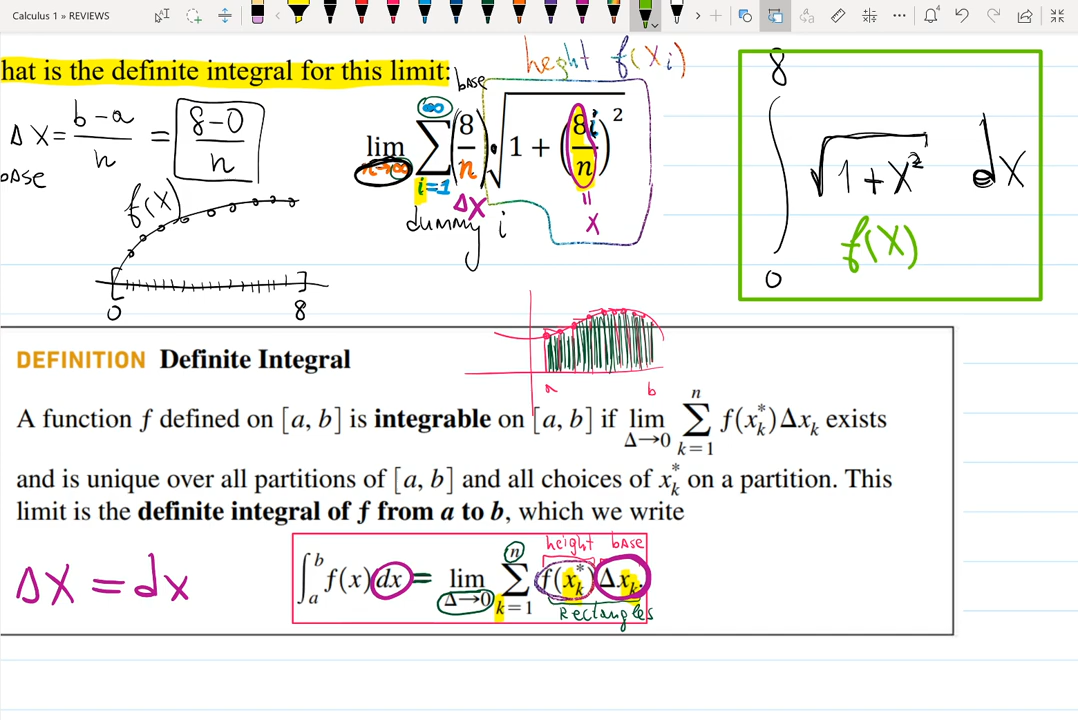 Calculus 1 » REVIEWS
heght f(xi)
hat is the definite integral for this limit:
base
Δx = b-a / n = 8-0 / n
base
lim n→∞ ∞ Σ i=1 (8/n) · √1 + (8i/n)²
Δx
= x
dummy i
f(x)
0 8
8 ∫ 0 √1+x² dx
f(x)
a b
DEFINITION Definite Integral
A function f defined on [a, b] is integrable on [a, b] if lim Δ→0 n Σ k=1 f(x*k)Δxk exists
and is unique over all partitions of [a, b] and all choices of x*k on a partition. This
limit is the definite integral of f from a to b, which we write
height base
Δx = dx
∫ b a f(x)dx = lim Δ→0 n Σ k=1 f(x*k)Δxk.
Rectangles